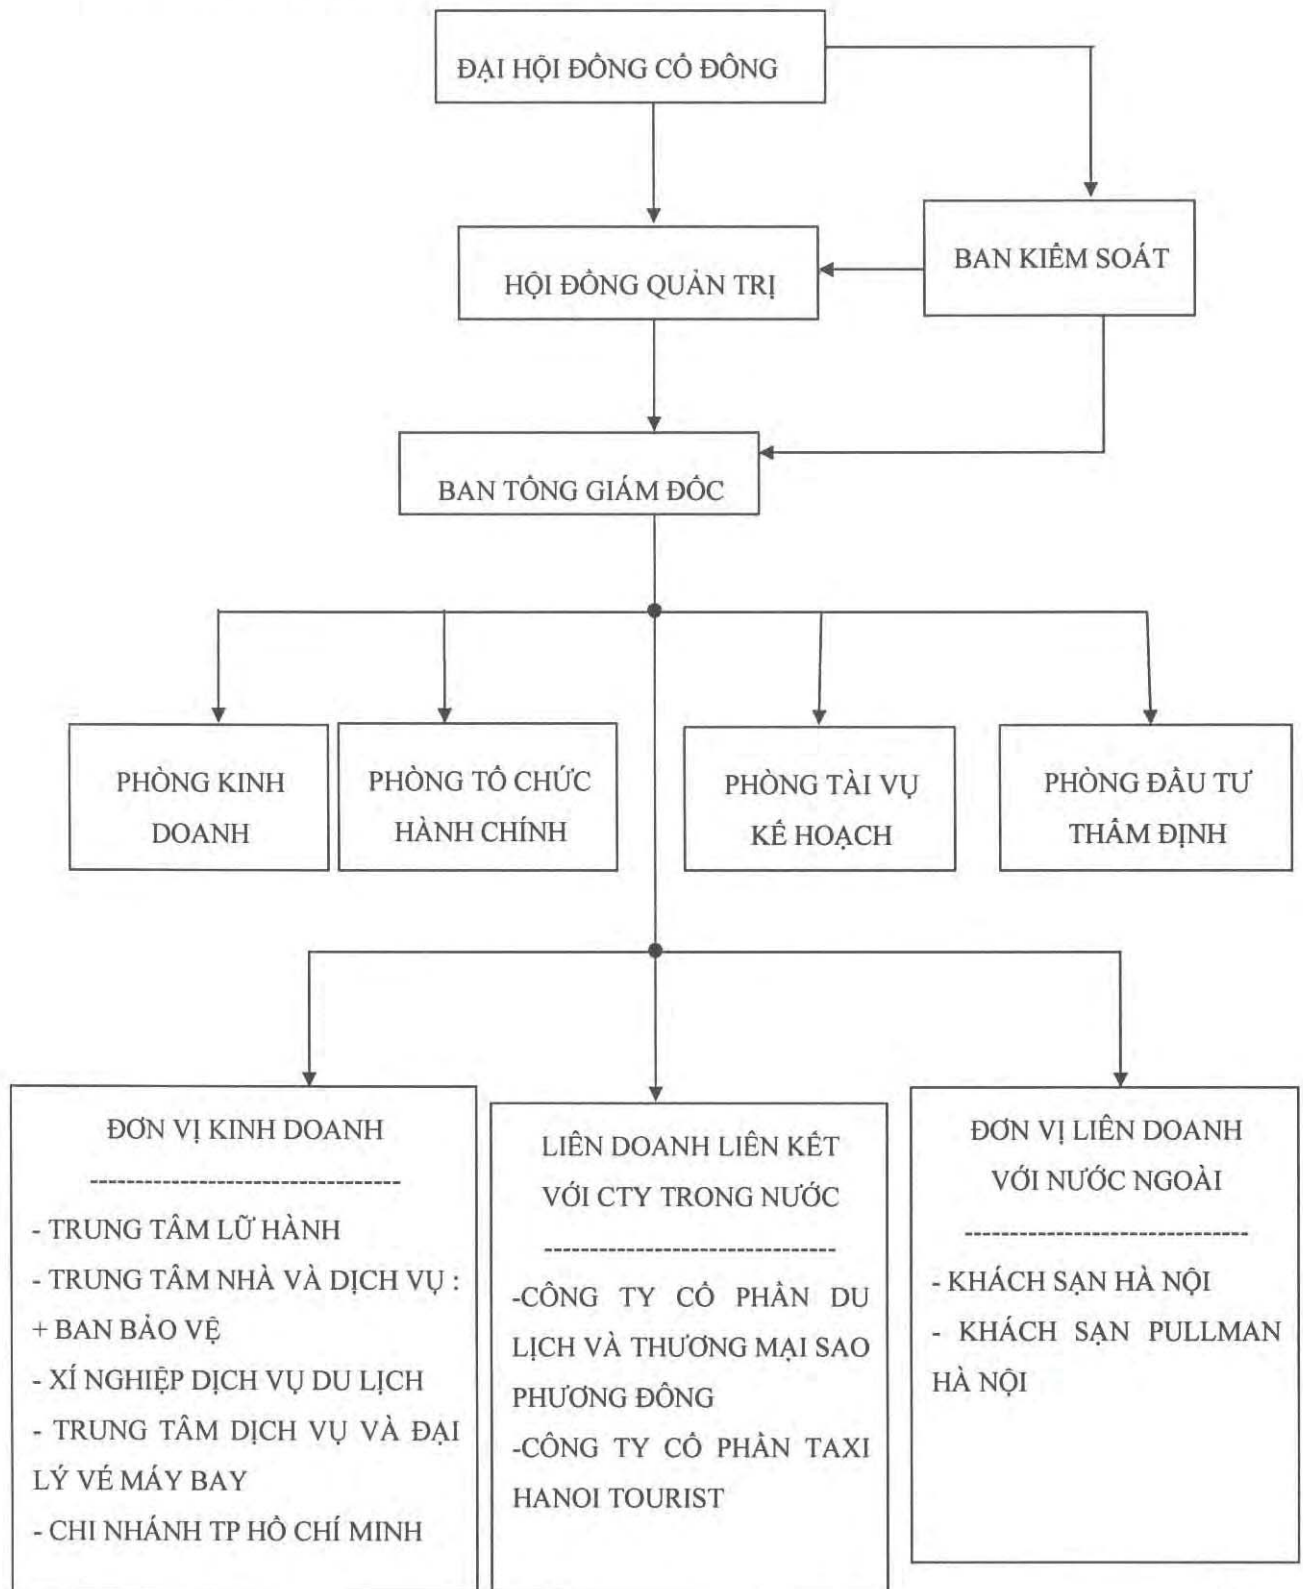 ĐẠI HỘI ĐỒNG CỔ ĐÔNG
BAN KIỂM SOÁT
HỘI ĐỒNG QUẢN TRỊ
BAN TỔNG GIÁM ĐỐC
PHÒNG KINH
DOANH
PHÒNG TỔ CHỨC
HÀNH CHÍNH
PHÒNG TÀI VỤ
KẾ HOẠCH
PHÒNG ĐẦU TƯ
THẨM ĐỊNH
ĐƠN VỊ KINH DOANH
----------------------------------
- TRUNG TÂM LỮ HÀNH
- TRUNG TÂM NHÀ VÀ DỊCH VỤ :
+ BAN BẢO VỆ
- XÍ NGHIỆP DỊCH VỤ DU LỊCH
- TRUNG TÂM DỊCH VỤ VÀ ĐẠI
LÝ VÉ MÁY BAY
- CHI NHÁNH TP HỒ CHÍ MINH
LIÊN DOANH LIÊN KẾT
VỚI CTY TRONG NƯỚC
--------------------------------
-CÔNG TY CỔ PHẦN DU
LỊCH VÀ THƯƠNG MẠI SAO
PHƯƠNG ĐÔNG
-CÔNG TY CỔ PHẦN TAXI
HANOI TOURIST
ĐƠN VỊ LIÊN DOANH
VỚI NƯỚC NGOÀI
-------------------------------
- KHÁCH SẠN HÀ NỘI
- KHÁCH SẠN PULLMAN
HÀ NỘI